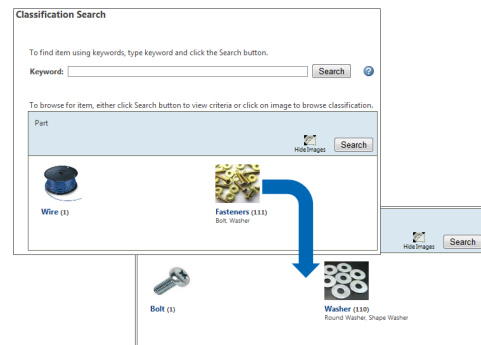 Classification Search
To find item using keywords, type keyword and click the Search button.
Keyword:
Search
?
To browse for item, either click Search button to view criteria or click on image to browse classification.
Part
Hide Images
Search
Wire (1)
Fasteners (111)
Bolt, Washer
Hide Images
Search
Bolt (1)
Washer (110)
Round Washer, Shape Washer